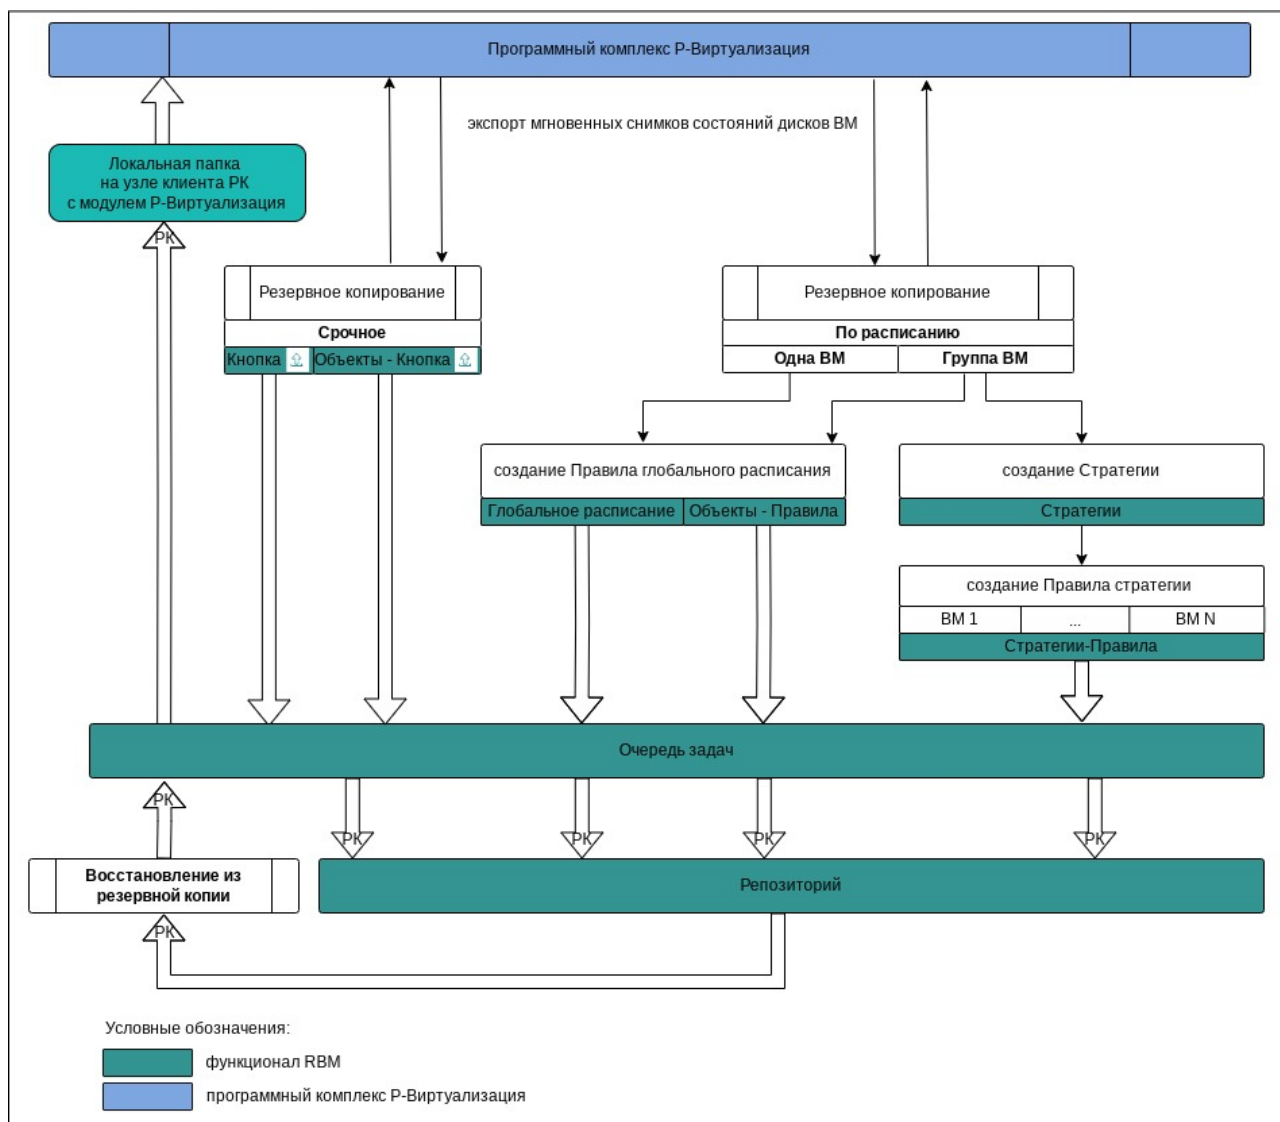 Программный комплекс Р-Виртуализация
экспорт мгновенных снимков состояний дисков ВМ
Локальная папка
на узле клиента РК
с модулем Р-Виртуализация
РК
Резервное копирование
Срочное
Кнопка
Объекты - Кнопка
Резервное копирование
По расписанию
Одна ВМ
Группа ВМ
создание Правила глобального расписания
Глобальное расписание
Объекты - Правила
создание Стратегии
Стратегии
создание Правила стратегии
ВМ 1
...
ВМ N
Стратегии-Правила
Очередь задач
РК
РК
РК
РК
РК
Восстановление из
резервной копии
Репозиторий
РК
Условные обозначения:
функционал RBM
программный комплекс Р-Виртуализация